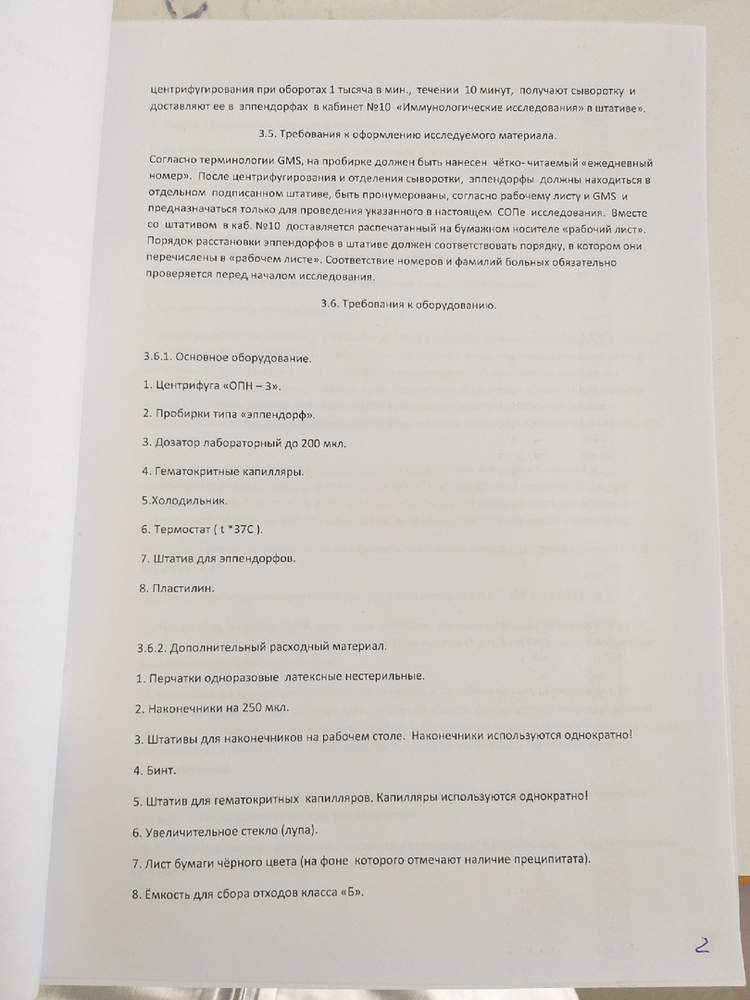 центрифугирования при оборотах 1 тысяча в мин., течении 10 минут, получают сыворотку и
доставляют ее в эппендорфах в кабинет №10 «Иммунологические исследования» в штативе».
3.5. Требования к оформлению исследуемого материала.
Согласно терминологии GMS, на пробирке должен быть нанесен чётко-читаемый «ежедневный
номер». После центрифугирования и отделения сыворотки, эппендорфы должны находиться в
отдельном подписанном штативе, быть пронумерованы, согласно рабочему листу и GMS и
предназначаться только для проведения указанного в настоящем СОПе исследования. Вместе
со штативом в каб. №10 доставляется распечатанный на бумажном носителе «рабочий лист».
Порядок расстановки эппендорфов в штативе должен соответствовать порядку, в котором они
перечислены в «рабочем листе». Соответствие номеров и фамилий больных обязательно
проверяется перед началом исследования.
3.6. Требования к оборудованию.
3.6.1. Основное оборудование.
1. Центрифуга «ОПН – 3».
2. Пробирки типа «эппендорф».
3. Дозатор лабораторный до 200 мкл.
4. Гематокритные капилляры.
5.Холодильник.
6. Термостат ( t *37С ).
7. Штатив для эппендорфов.
8. Пластилин.
3.6.2. Дополнительный расходный материал.
1. Перчатки одноразовые латексные нестерильные.
2. Наконечники на 250 мкл.
3. Штативы для наконечников на рабочем столе. Наконечники используются однократно!
4. Бинт.
5. Штатив для гематокритных капилляров. Капилляры используются однократно!
6. Увеличительное стекло (лупа).
7. Лист бумаги чёрного цвета (на фоне которого отмечают наличие преципитата).
8. Ёмкость для сбора отходов класса «Б».
2